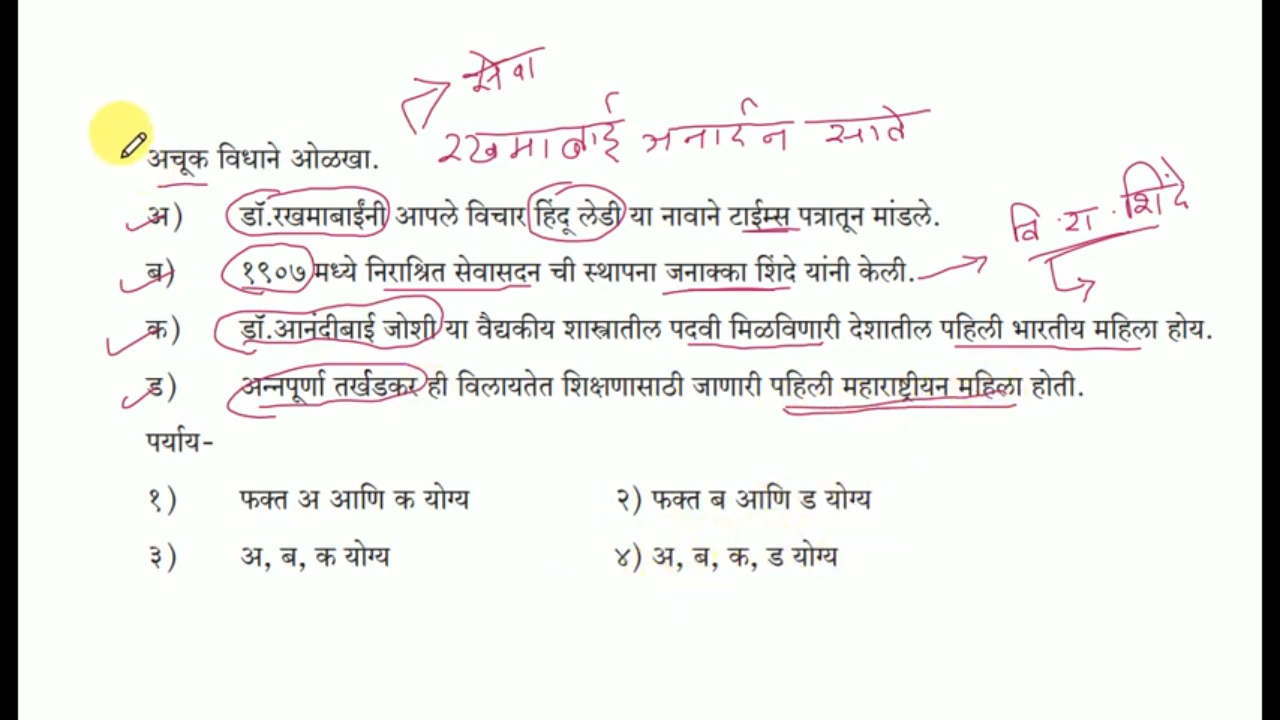 सेवा
रखमाबाई जनार्दन सावे
अचूक विधाने ओळखा.
वि.रा.शिंदे
अ) डॉ.रखमाबाईंनी आपले विचार हिंदू लेडी या नावाने टाईम्स पत्रातून मांडले.
ब) १९०७ मध्ये निराश्रित सेवासदन ची स्थापना जनाक्का शिंदे यांनी केली.
क) डॉ.आनंदीबाई जोशी या वैद्यकीय शास्त्रातील पदवी मिळविणारी देशातील पहिली भारतीय महिला होय.
ड) अन्नपूर्णा तर्खडकर ही विलायतेत शिक्षणासाठी जाणारी पहिली महाराष्ट्रीयन महिला होती.
पर्याय-
१) फक्त अ आणि क योग्य २) फक्त ब आणि ड योग्य
३) अ, ब, क योग्य ४) अ, ब, क, ड योग्य